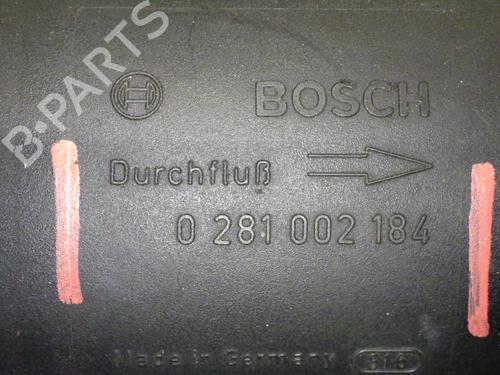 B-PARTS
BOSCH
Durchfluß
0 281 002 184
Made in Germany